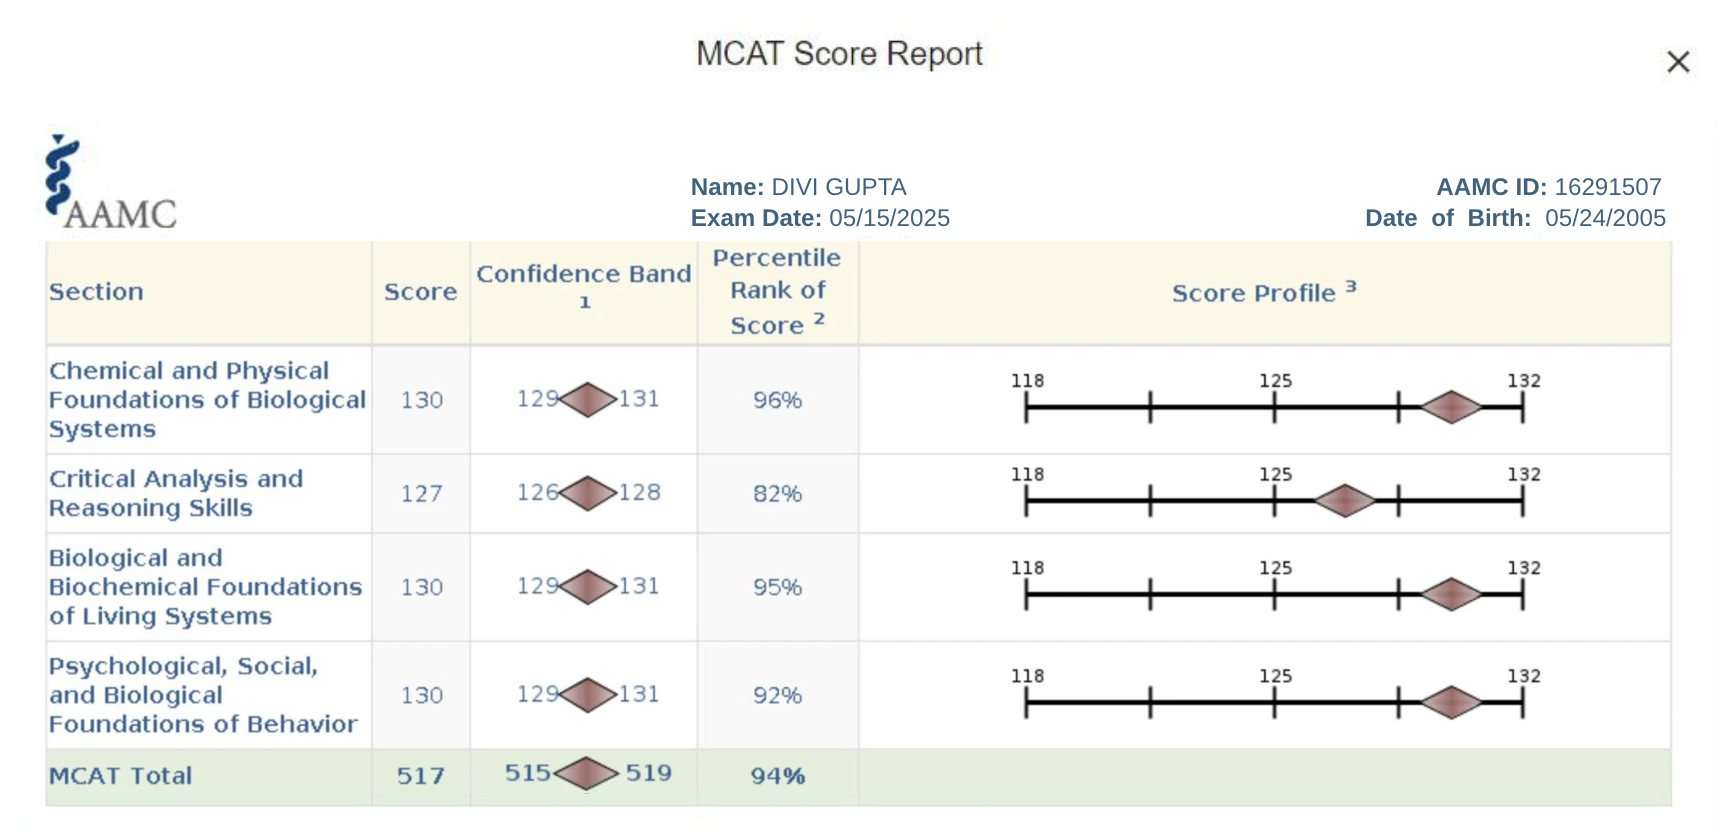 MCAT Score Report
×
AAMC
Name: DIVI GUPTA
AAMC ID: 16291507
Exam Date: 05/15/2025
Date of Birth: 05/24/2005
Section
Score
Confidence Band
1
Percentile
Rank of
Score 2
Score Profile 3
Chemical and Physical
Foundations of Biological
Systems
130
129 131
96%
118 125 132
Critical Analysis and
Reasoning Skills
127
126 128
82%
118 125 132
Biological and
Biochemical Foundations
of Living Systems
130
129 131
95%
118 125 132
Psychological, Social,
and Biological
Foundations of Behavior
130
129 131
92%
118 125 132
MCAT Total
517
515 519
94%